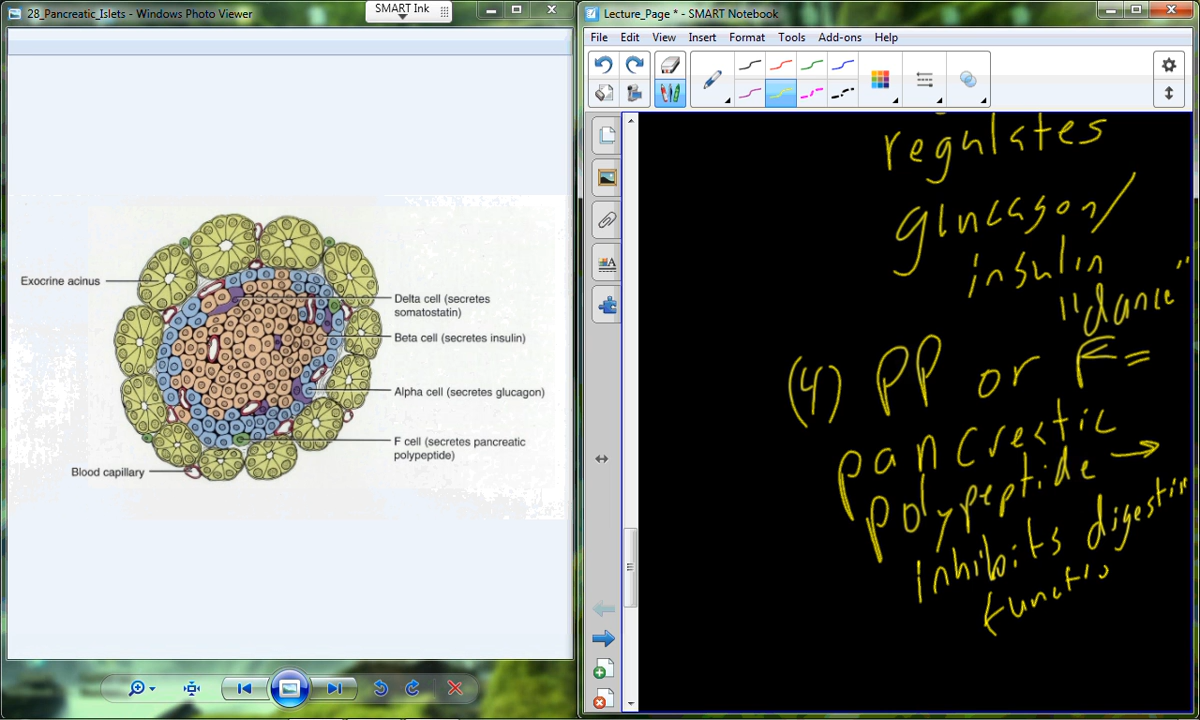 28_Pancreatic_Islets - Windows Photo Viewer
SMART Ink
Exocrine acinus
Delta cell (secretes
somatostatin)
Beta cell (secretes insulin)
Alpha cell (secretes glucagon)
F cell (secretes pancreatic
polypeptide)
Blood capillary
Lecture_Page * - SMART Notebook
File Edit View Insert Format Tools Add-ons Help
regulates
glucagon/
insulin
"dance"
(4) PP or F =
pancreatic
polypeptide →
inhibits digestive
functio